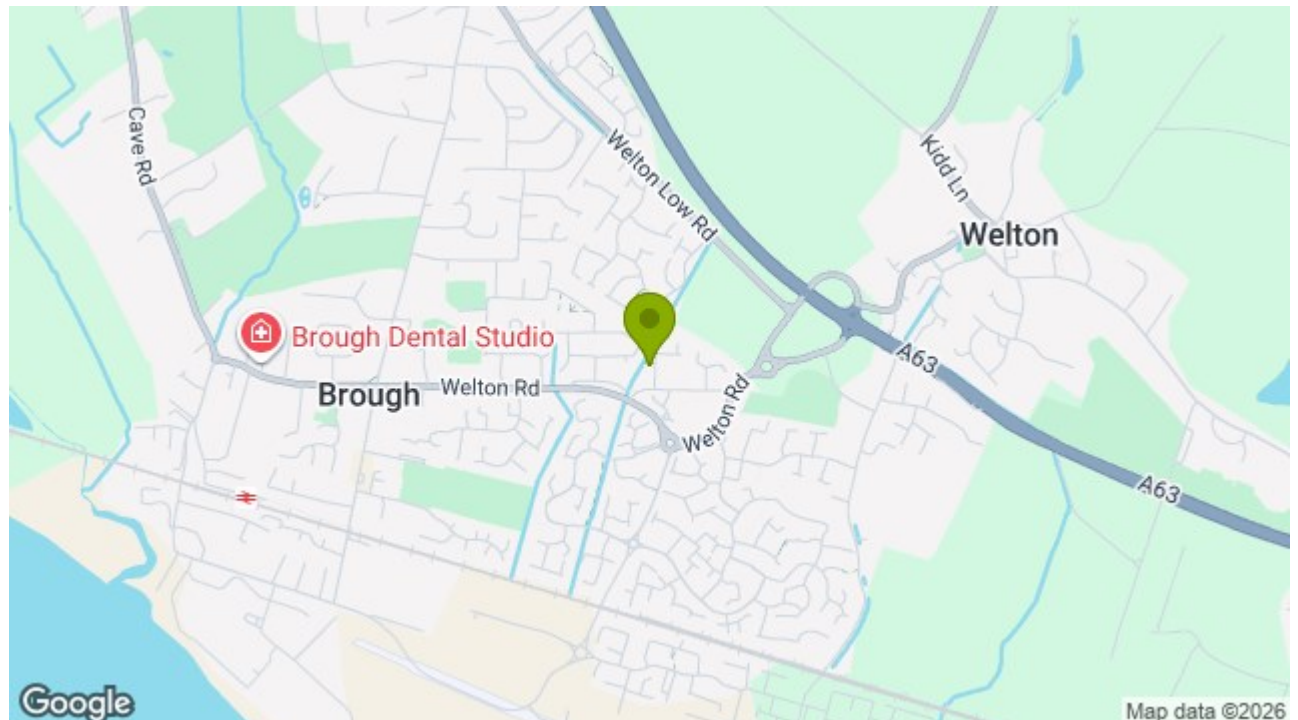 Cave Rd
Welton Low Rd
Kidd Ln
Welton
Brough Dental Studio
A63
Brough
Welton Rd
Welton Rd
A63
Google
Map data ©2026